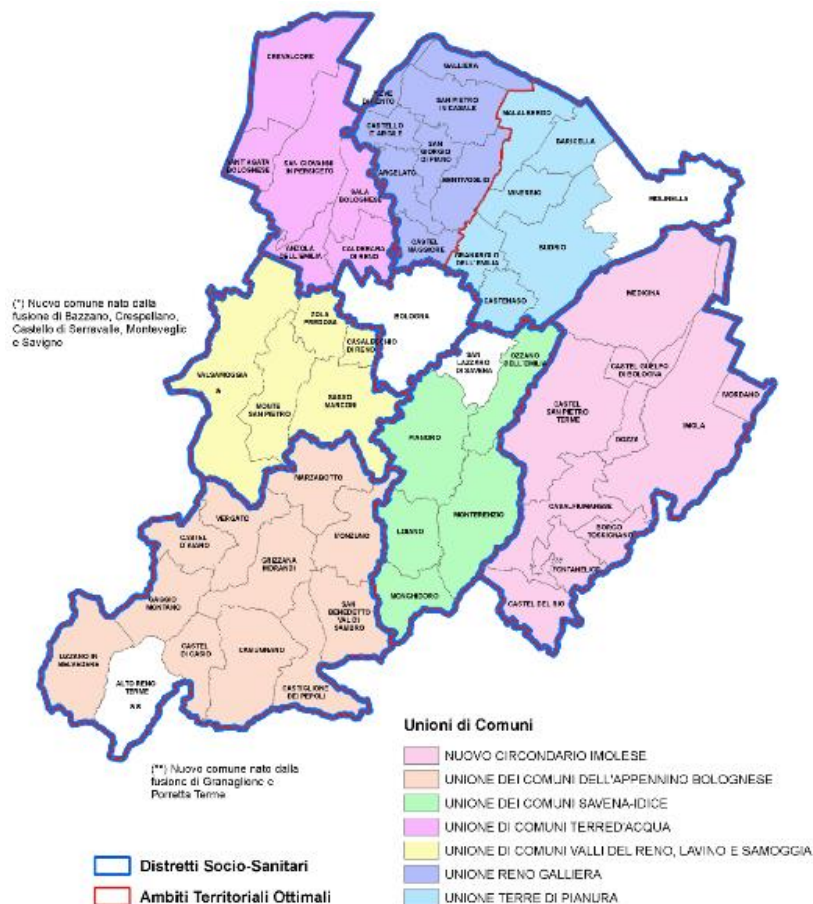 CREVALCORE
GALLIERA
PIEVE
DI CENTO
SAN PIETRO
IN CASALE
MALALBERGO
CASTELLO
D'ARGILE
BARICELLA
SANT'AGATA
BOLOGNESE
SAN GIOVANNI
IN PERSICETO
SAN
GIORGIO
DI PIANO
ARGELATO
BENTIVOGLIO
SALA
BOLOGNESE
MINERBIO
MOLINELLA
ANZOLA
DELL'EMILIA
CALDERARA
DI RENO
CASTEL
MAGGIORE
GRANAROLO
DELL'EMILIA
BUDRIO
CASTENASO
MEDICINA
(*) Nuovo comune nato dalla
fusione di Bazzano, Crespellano,
Castello di Serravalle, Monteveglio
e Savigno
ZOLA
PREDOSA
BOLOGNA
CASALECCHIO
DI RENO
SAN
LAZZARO
DI SAVENA
OZZANO
DELL'EMILIA
VALSAMOGGIA
*
CASTEL GUELFO
DI BOLOGNA
MORDANO
MONTE
SAN PIETRO
SASSO
MARCONI
CASTEL
SAN PIETRO
TERME
IMOLA
PIANORO
DOZZA
MARZABOTTO
VERGATO
CASTEL
D'AIANO
MONZUNO
LOIANO
MONTERENZIO
CASALFIUMANESE
BORGO
TOSSIGNANO
GRIZZANA
MORANDI
FONTANELICE
GAGGIO
MONTANO
SAN
BENEDETTO
VAL DI
SAMBRO
MONGHIDORO
CASTEL DEL RIO
LIZZANO IN
BELVEDERE
CASTEL
DI CASIO
CAMUGNANO
ALTO RENO
TERME
**
CASTIGLIONE
DEI PEPOLI
(**) Nuovo comune nato dalla
fusione di Granaglione e
Porretta Terme
Unioni di Comuni
NUOVO CIRCONDARIO IMOLESE
UNIONE DEI COMUNI DELL'APPENNINO BOLOGNESE
UNIONE DEI COMUNI SAVENA-IDICE
UNIONE DI COMUNI TERRED'ACQUA
UNIONE DI COMUNI VALLI DEL RENO, LAVINO E SAMOGGIA
UNIONE RENO GALLIERA
UNIONE TERRE DI PIANURA
Distretti Socio-Sanitari
Ambiti Territoriali Ottimali